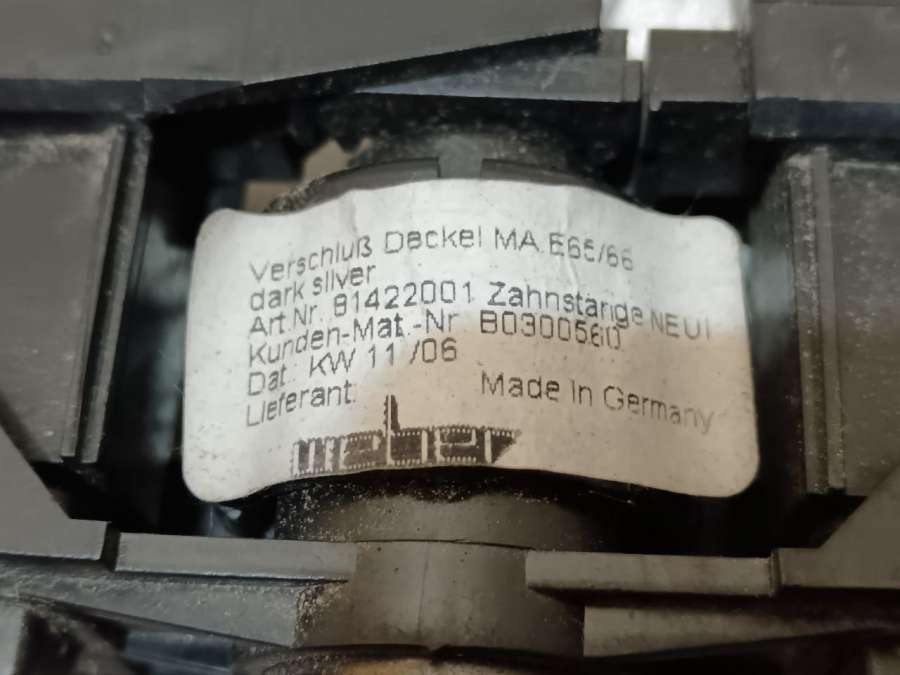 Verschluß Deckel MA.E65/66
dark silver
Art.Nr. 81422001 Zahnstange NEU!
Kunden-Mat.-Nr B0300560
Dat.: KW 11 /06
Lieferant: Made in Germany
weber